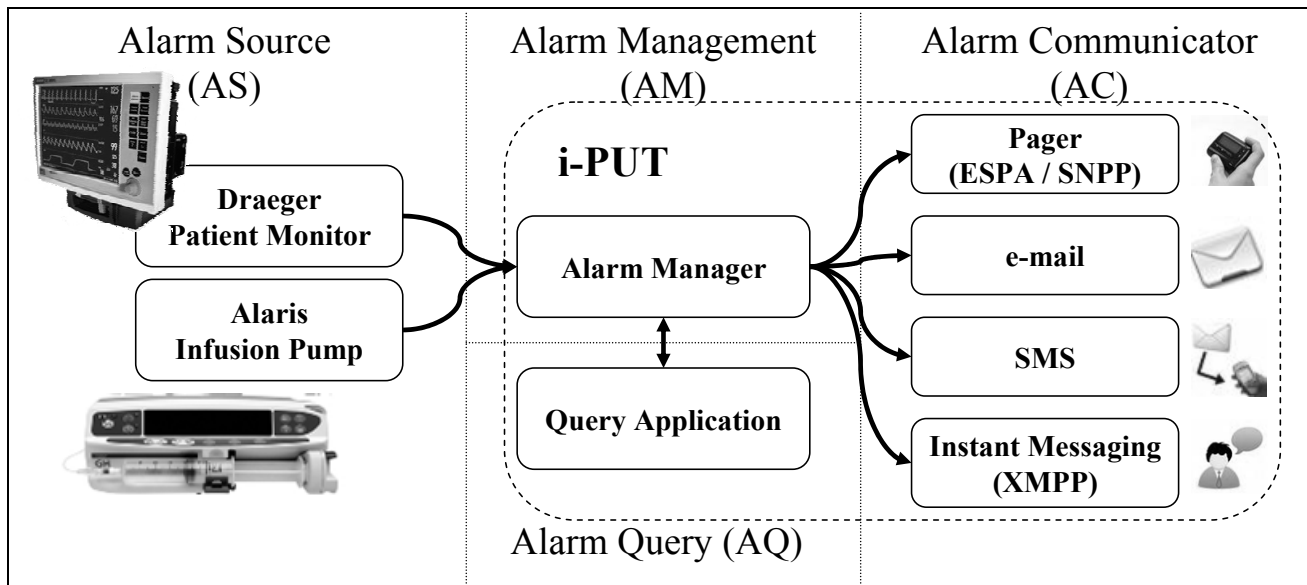 Alarm Source
(AS)
Draeger
Patient Monitor
Alaris
Infusion Pump
Alarm Management
(AM)
i-PUT
Alarm Manager
Query Application
Alarm Query (AQ)
Alarm Communicator
(AC)
Pager
(ESPA / SNPP)
e-mail
SMS
Instant Messaging
(XMPP)